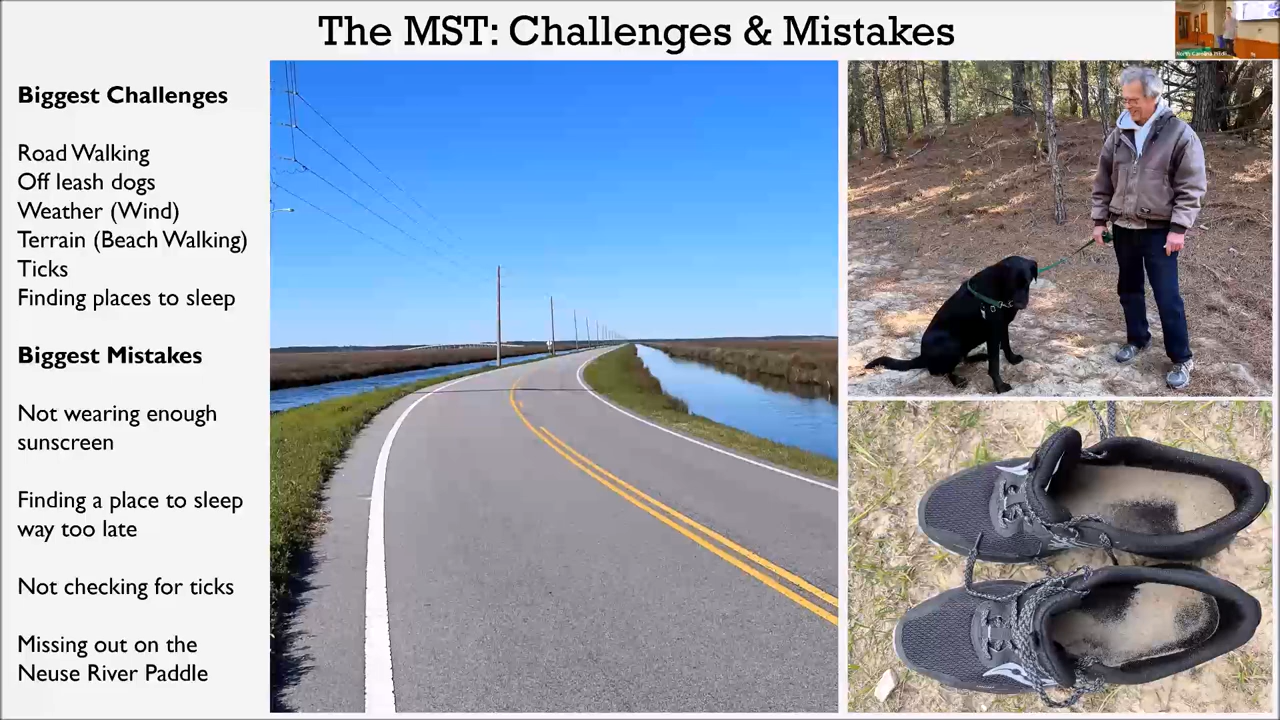 The MST: Challenges & Mistakes
Biggest Challenges
Road Walking
Off leash dogs
Weather (Wind)
Terrain (Beach Walking)
Ticks
Finding places to sleep
Biggest Mistakes
Not wearing enough
sunscreen
Finding a place to sleep
way too late
Not checking for ticks
Missing out on the
Neuse River Paddle
North Carolina